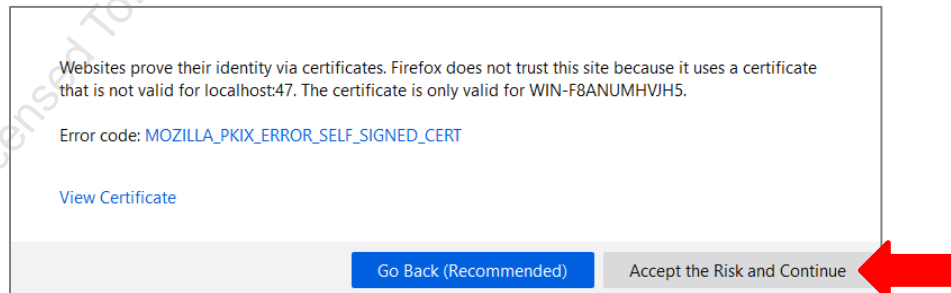 ensed To:
Websites prove their identity via certificates. Firefox does not trust this site because it uses a certificate
that is not valid for localhost:47. The certificate is only valid for WIN-F8ANUMHVJH5.
Error code: MOZILLA_PKIX_ERROR_SELF_SIGNED_CERT
View Certificate
Go Back (Recommended)
Accept the Risk and Continue